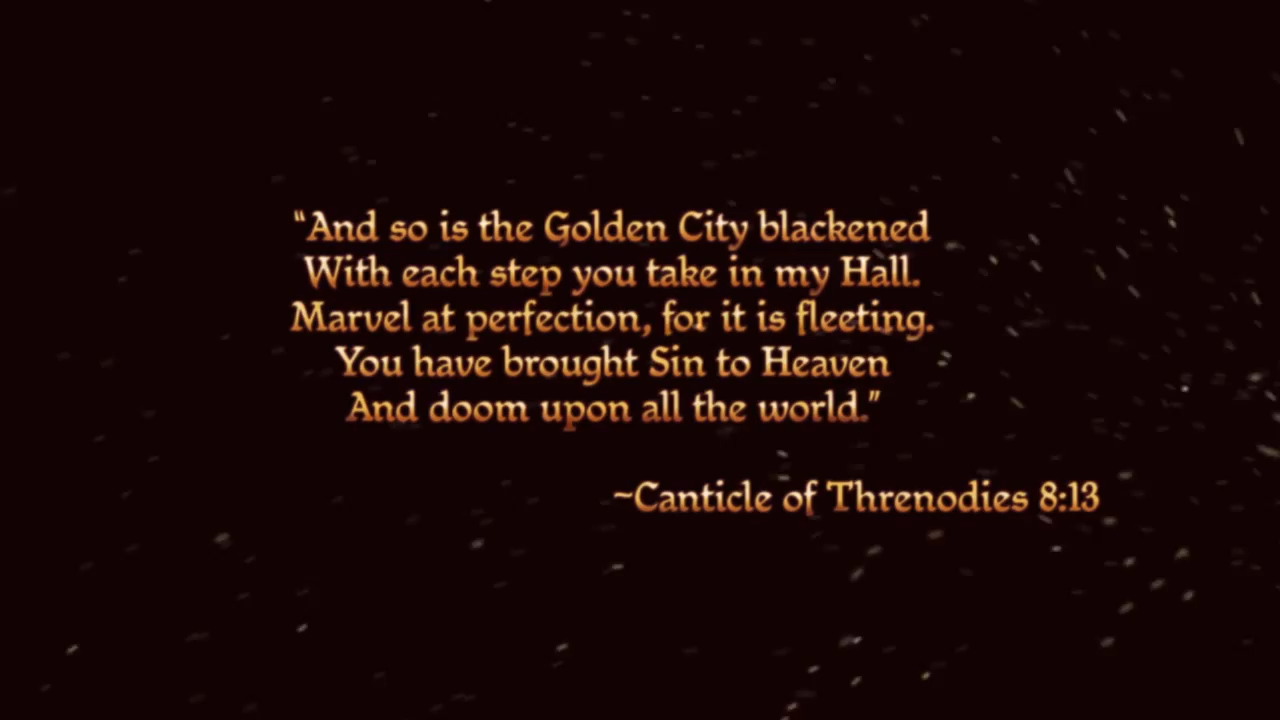 “And so is the Golden City blackened
With each step you take in my Hall.
Marvel at perfection, for it is fleeting.
You have brought Sin to Heaven
And doom upon all the world.”
~Canticle of Threnodies 8:13